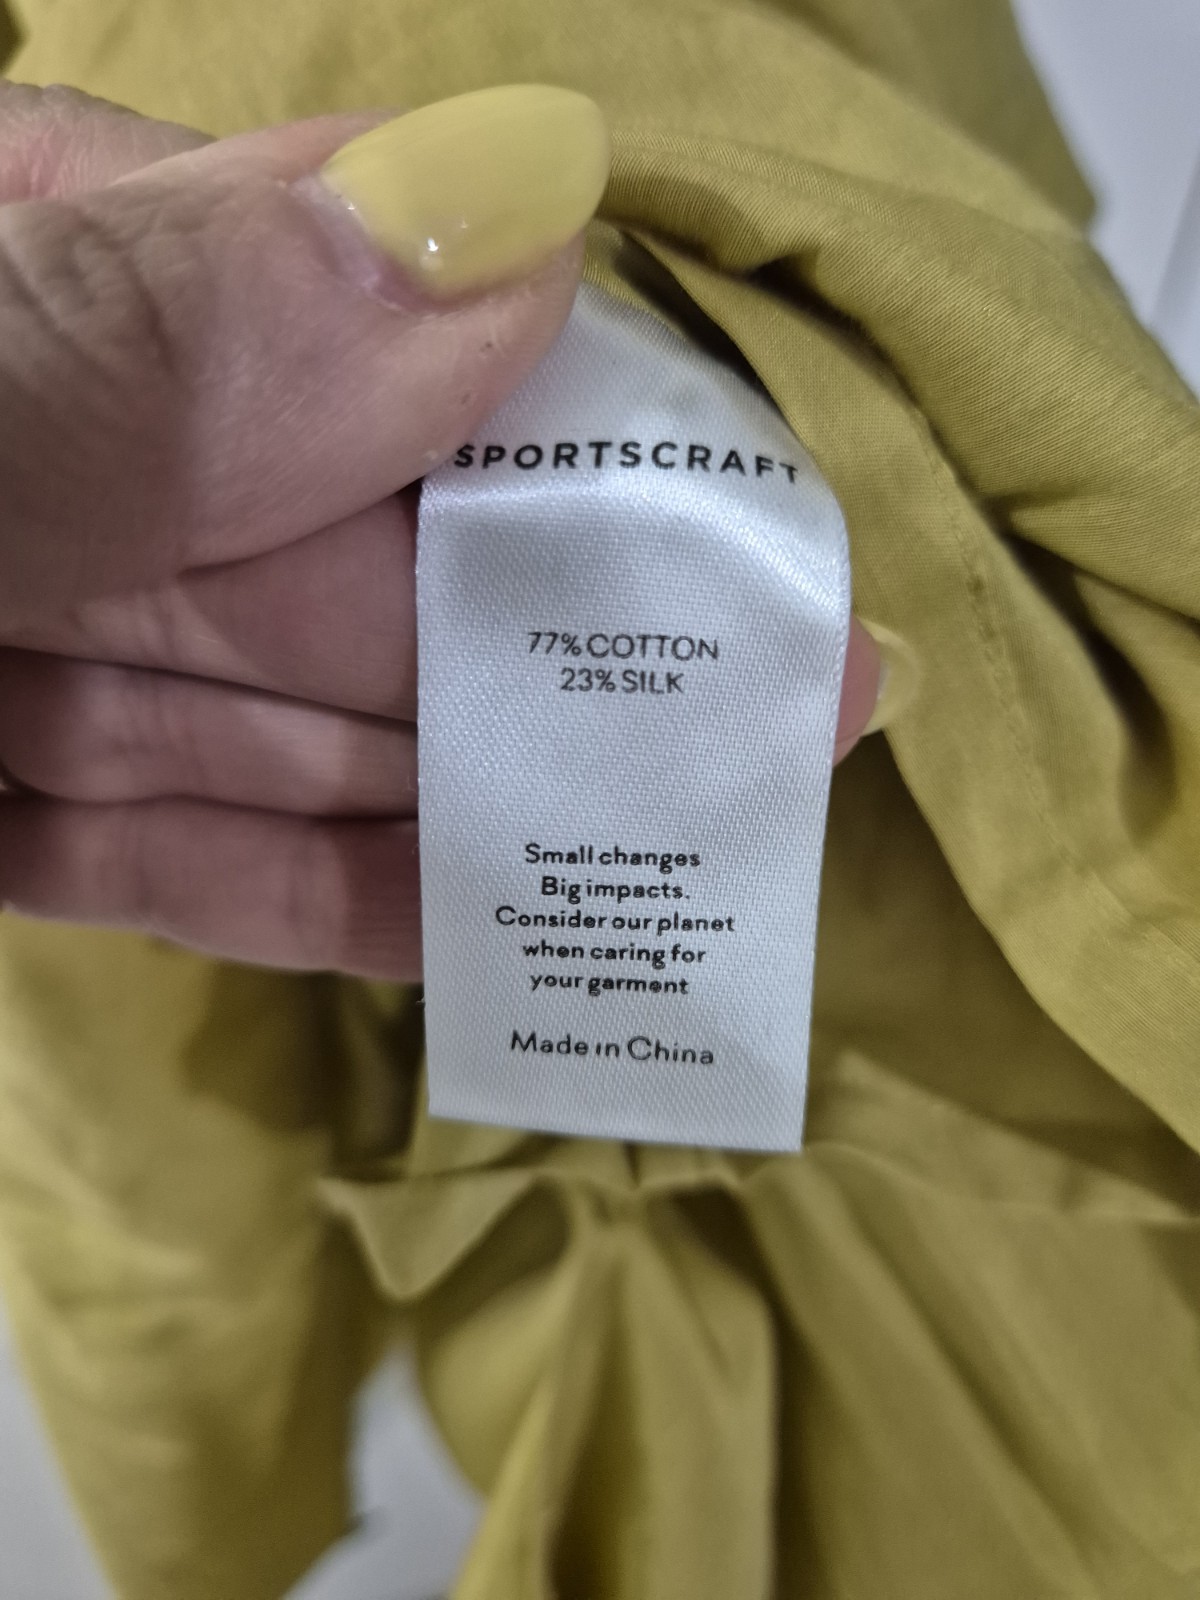 SPORTSCRAFT
77% COTTON
23% SILK
Small changes
Big impacts.
Consider our planet
when caring for
your garment
Made in China